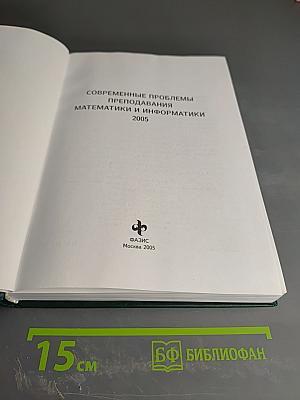 СОВРЕМЕННЫЕ ПРОБЛЕМЫ
ПРЕПОДАВАНИЯ
МАТЕМАТИКИ И ИНФОРМАТИКИ
2005
ФАЗИС
Москва 2005
15 см
БФ БИБЛИОФАН